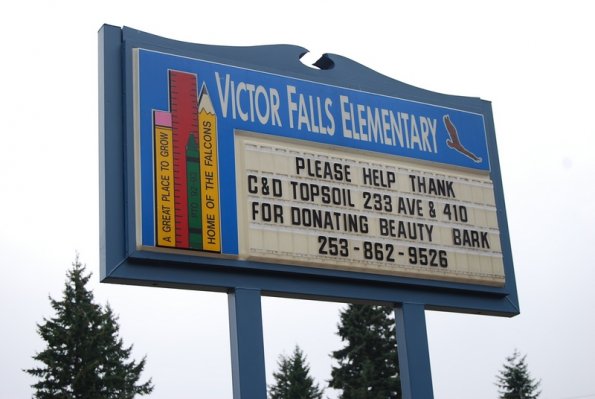 VICTOR FALLS ELEMENTARY
A GREAT PLACE TO GROW
HOME OF THE FALCONS
PLEASE HELP THANK
C&D TOPSOIL 233 AVE & 410
FOR DONATING BEAUTY BARK
253-862-9526